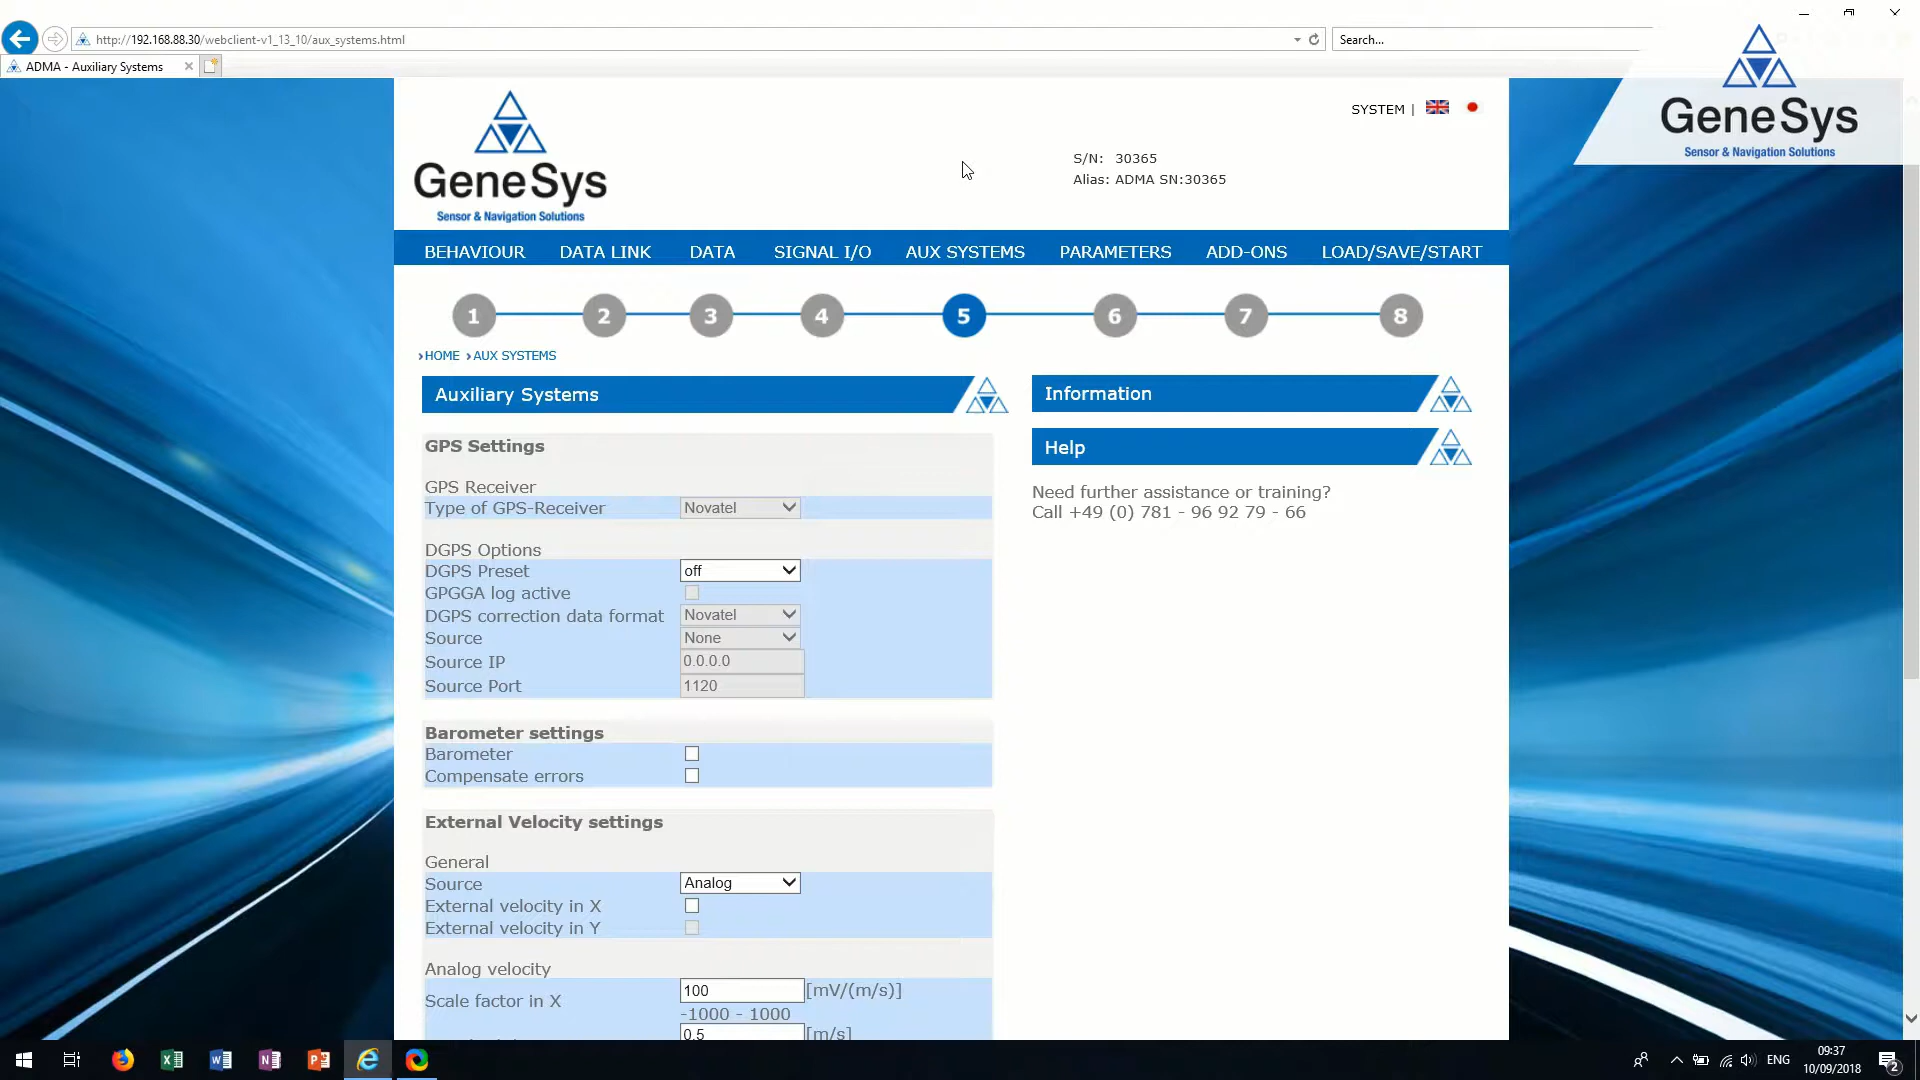 http://192.168.88.30/webclient-v1_13_10/aux_systems.html
Search...
ADMA - Auxiliary Systems
GeneSys
Sensor & Navigation Solutions
SYSTEM |
S/N: 30365
Alias: ADMA SN:30365
GeneSys
Sensor & Navigation Solutions
BEHAVIOUR DATA LINK DATA SIGNAL I/O AUX SYSTEMS PARAMETERS ADD-ONS LOAD/SAVE/START
1 2 3 4 5 6 7 8
›HOME ›AUX SYSTEMS
Auxiliary Systems
GPS Settings
GPS Receiver
Type of GPS-Receiver Novatel
DGPS Options
DGPS Preset off
GPGGA log active
DGPS correction data format Novatel
Source None
Source IP 0.0.0.0
Source Port 1120
Barometer settings
Barometer
Compensate errors
External Velocity settings
General
Source Analog
External velocity in X
External velocity in Y
Analog velocity
Scale factor in X 100 [mV/(m/s)]
-1000 - 1000
0.5 [m/s]
Information
Help
Need further assistance or training?
Call +49 (0) 781 - 96 92 79 - 66
ENG
09:37
10/09/2018
2